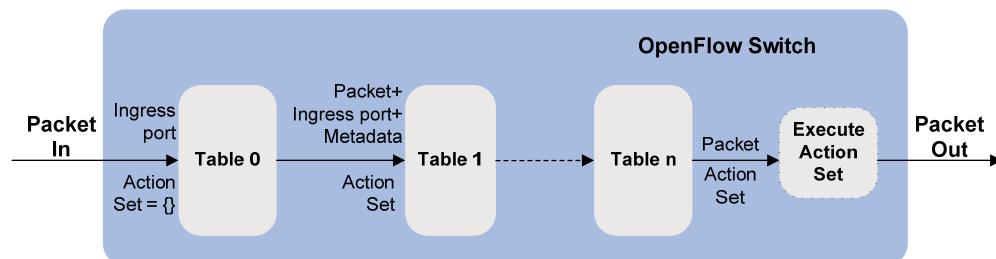 OpenFlow Switch
Packet
In
Ingress
port
Action
Set = {}
Table 0
Packet+
Ingress port+
Metadata
Action
Set
Table 1
Table n
Packet
Action
Set
Execute
Action
Set
Packet
Out